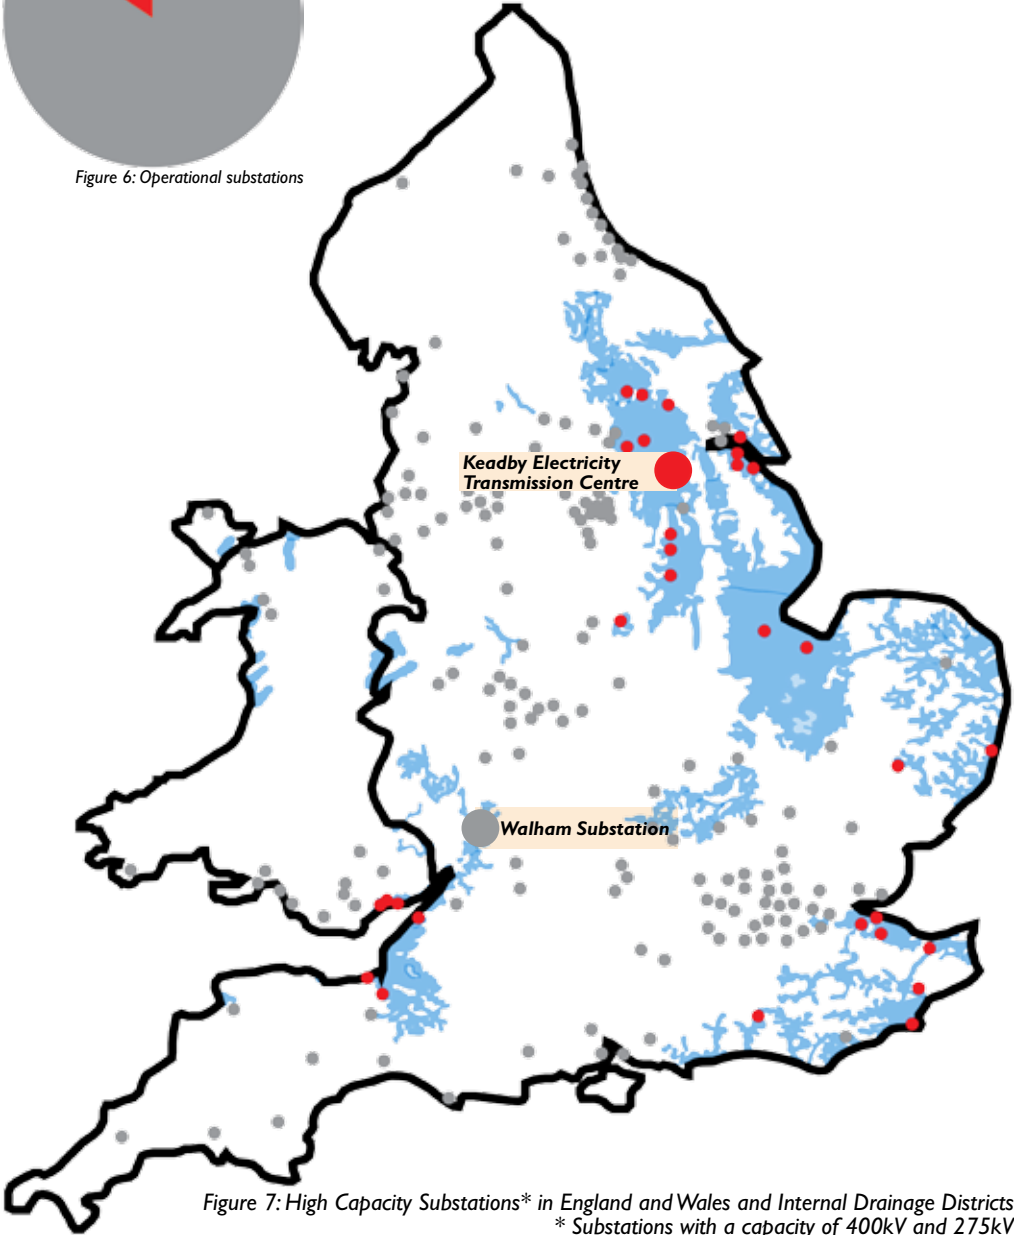 Figure 6: Operational substations
Keadby Electricity
Transmission Centre
Walham Substation
Figure 7: High Capacity Substations* in England and Wales and Internal Drainage Districts
* Substations with a capacity of 400kV and 275kV